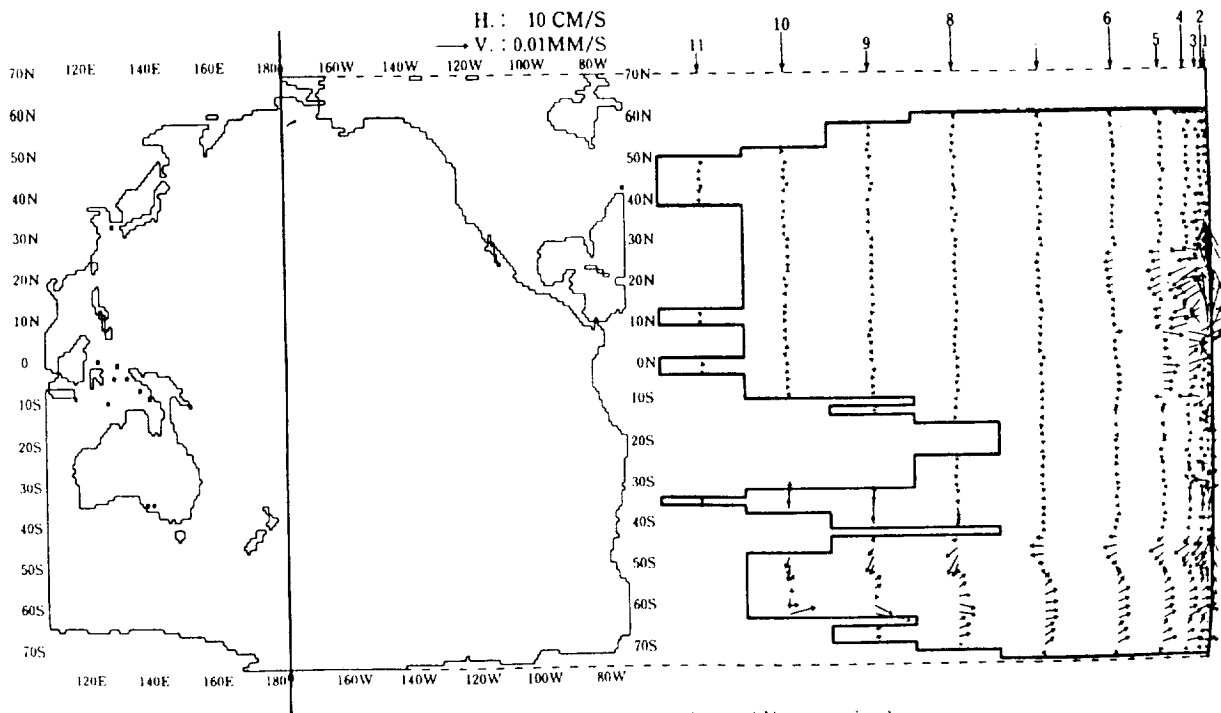 H. : 10 CM/S
V. : 0.01MM/S
11 10 9 8 6 5 4 3 2 1
120E 160E 180 160W 140W 120W 100W 80W
70N 70N
60N 60N
50N 50N
40N 40N
30N 30N
20N 20N
10N 10N
0 0N
10S 10S
20S 20S
30S 30S
40S 40S
50S 50S
60S 60S
70S 70S
120E 140E 160E 180 160W 140W 120W 100W 80W